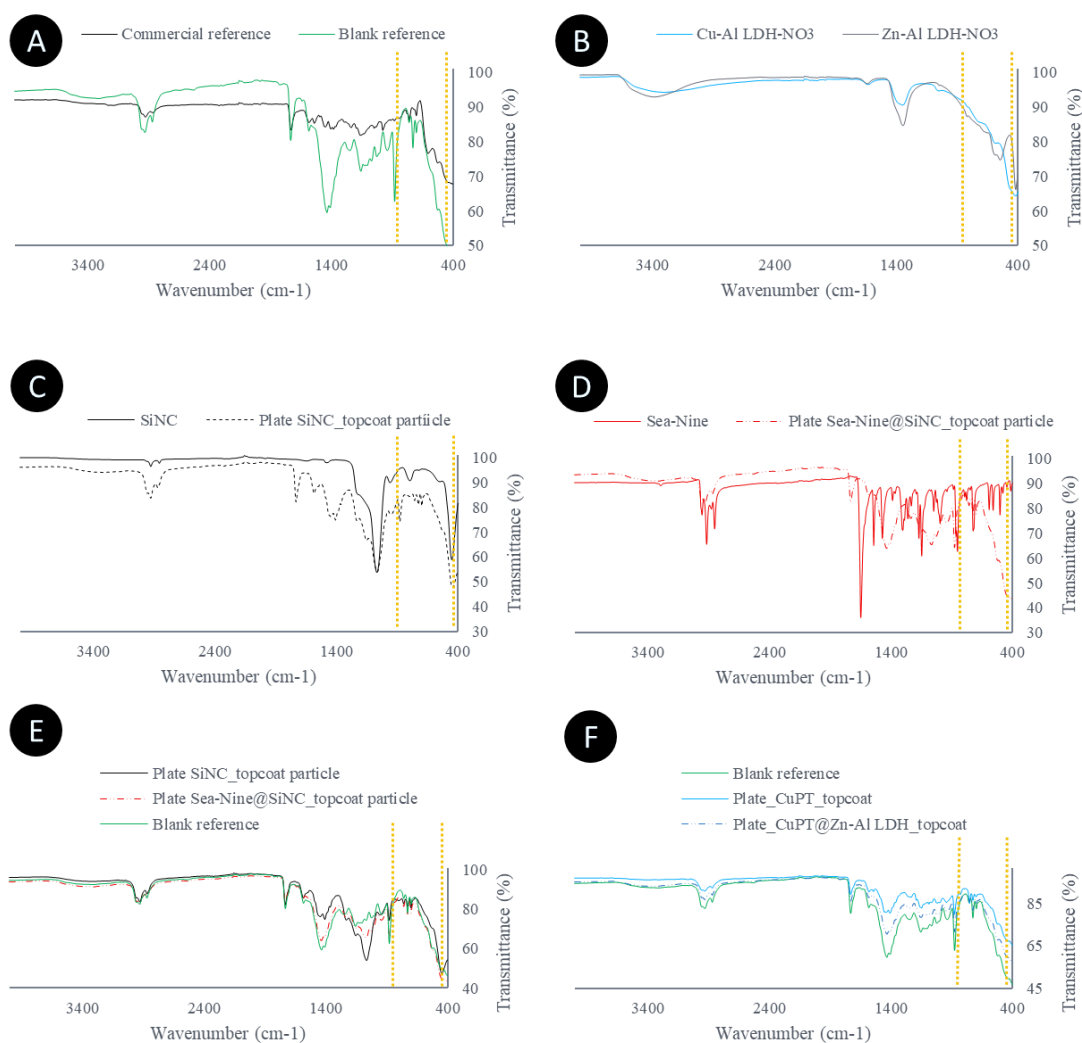 A
Commercial reference
Blank reference
100
90
80
70
60
50
3400
2400
1400
400
Wavenumber (cm-1)
Transmittance (%)
B
Cu-Al LDH-NO3
Zn-Al LDH-NO3
100
90
80
70
60
50
3400
2400
1400
400
Wavenumber (cm-1)
Transmittance (%)
C
SiNC
Plate SiNC_topcoat partiicle
100
90
80
70
60
50
40
30
3400
2400
1400
400
Wavenumber (cm-1)
Transmittance (%)
D
Sea-Nine
Plate Sea-Nine@SiNC_topcoat particle
100
90
80
70
60
50
40
30
3400
2400
1400
400
Wavenumber (cm-1)
Transmittance (%)
E
Plate SiNC_topcoat particle
Plate Sea-Nine@SiNC_topcoat particle
Blank reference
100
80
60
40
3400
2400
1400
400
Wavenumber (cm-1)
Transmittance (%)
F
Blank reference
Plate_CuPT_topcoat
Plate_CuPT@Zn-Al LDH_topcoat
85
65
45
3400
2400
1400
400
Wavenumber (cm-1)
Transmittance (%)